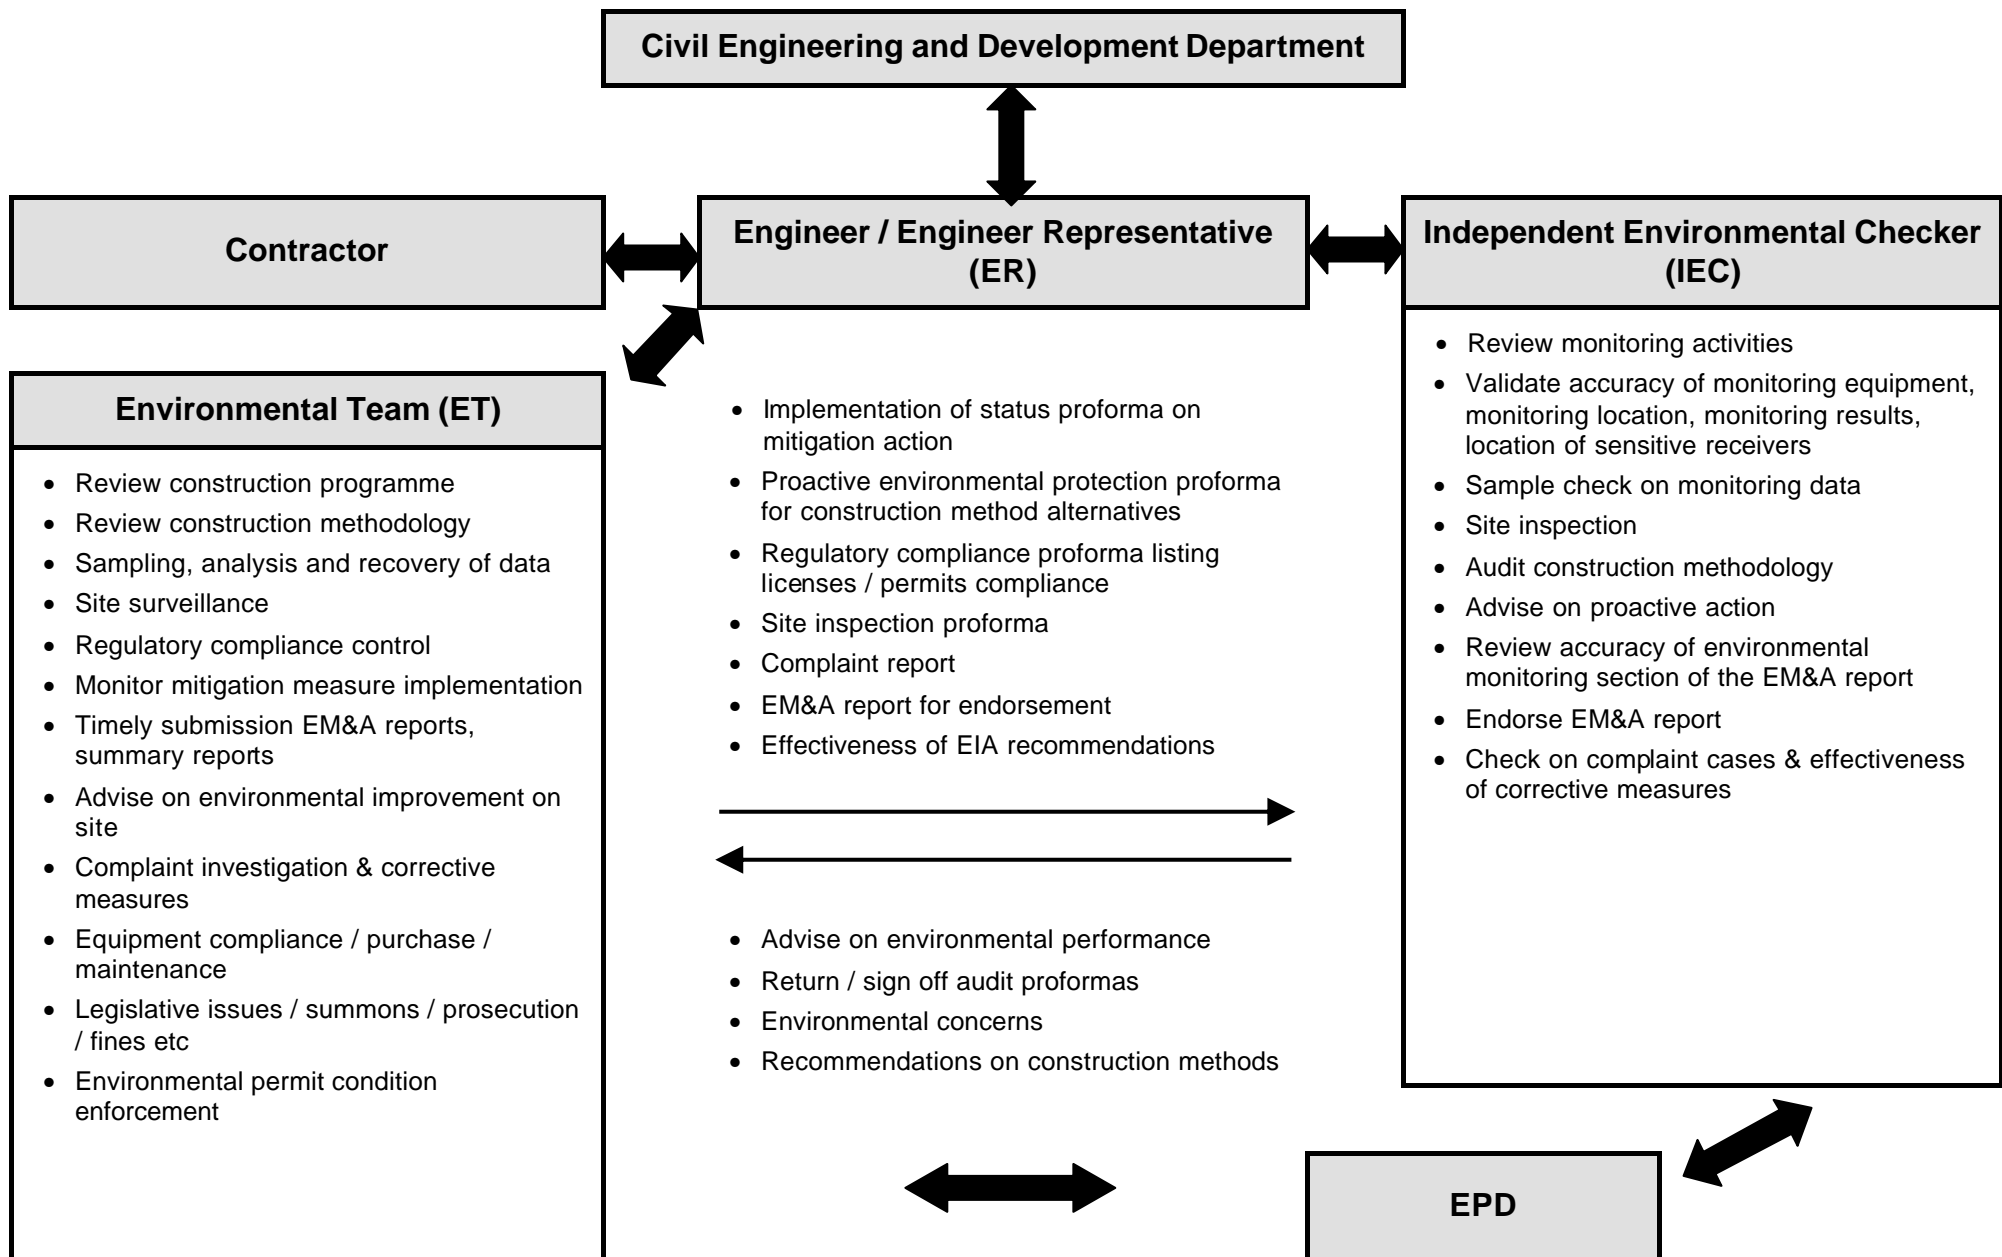 Civil Engineering and Development Department
Contractor
Engineer / Engineer Representative
(ER)
Independent Environmental Checker
(IEC)
Environmental Team (ET)
• Review construction programme
• Review construction methodology
• Sampling, analysis and recovery of data
• Site surveillance
• Regulatory compliance control
• Monitor mitigation measure implementation
• Timely submission EM&A reports,
summary reports
• Advise on environmental improvement on
site
• Complaint investigation & corrective
measures
• Equipment compliance / purchase /
maintenance
• Legislative issues / summons / prosecution
/ fines etc
• Environmental permit condition
enforcement
• Implementation of status proforma on
mitigation action
• Proactive environmental protection proforma
for construction method alternatives
• Regulatory compliance proforma listing
licenses / permits compliance
• Site inspection proforma
• Complaint report
• EM&A report for endorsement
• Effectiveness of EIA recommendations
• Advise on environmental performance
• Return / sign off audit proformas
• Environmental concerns
• Recommendations on construction methods
• Review monitoring activities
• Validate accuracy of monitoring equipment,
monitoring location, monitoring results,
location of sensitive receivers
• Sample check on monitoring data
• Site inspection
• Audit construction methodology
• Advise on proactive action
• Review accuracy of environmental
monitoring section of the EM&A report
• Endorse EM&A report
• Check on complaint cases & effectiveness
of corrective measures
EPD